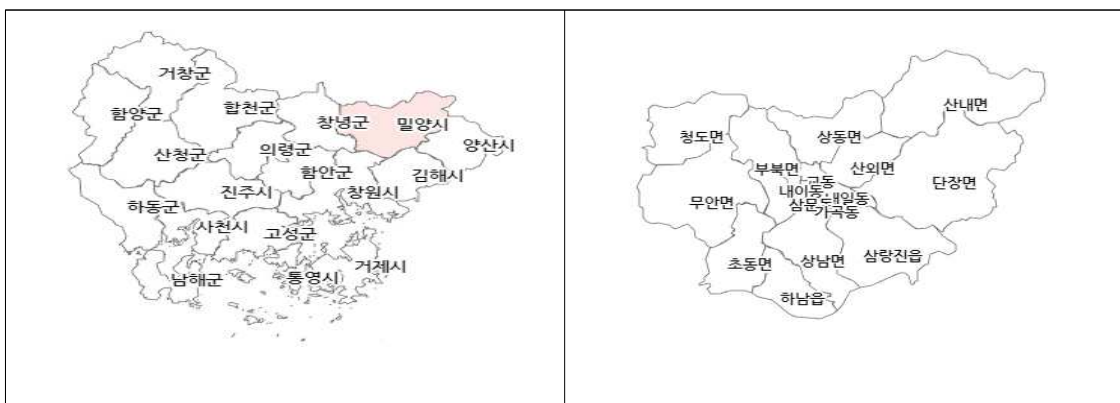 거창군
함양군
합천군
창녕군
밀양시
양산시
산청군
의령군
함안군
김해시
진주시
창원시
하동군
사천시
고성군
거제시
남해군
통영시
산내면
청도면
상동면
부북면
산외면
단장면
교동
내이동
내일동
삼문동
가곡동
무안면
초동면
상남면
삼랑진읍
하남읍